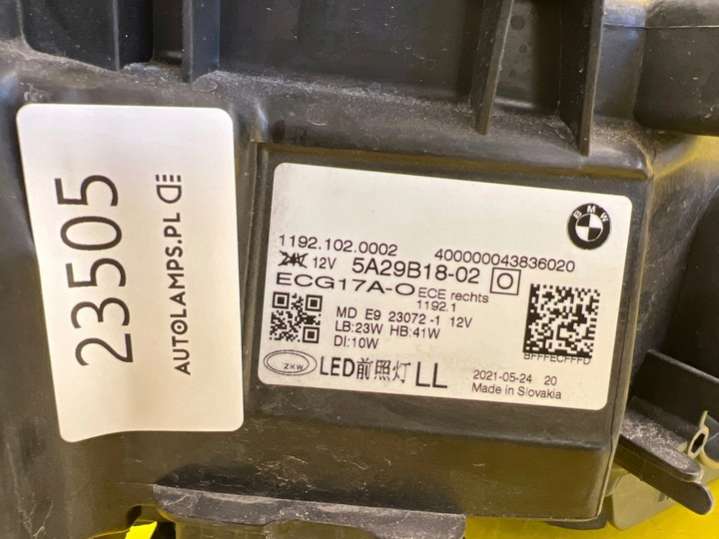 23505
AUTOLAMPS.PL
BMW
1192.102.0002 400000043836020
24V 12V 5A29B18-02
ECG17A-O ECE rechts
1192.1
MD E9 23072 -1 12V
LB:23W HB:41W
DI:10W
8FFFECFFFD
ZKW LED前照灯 LL
2021-05-24 20
Made in Slovakia